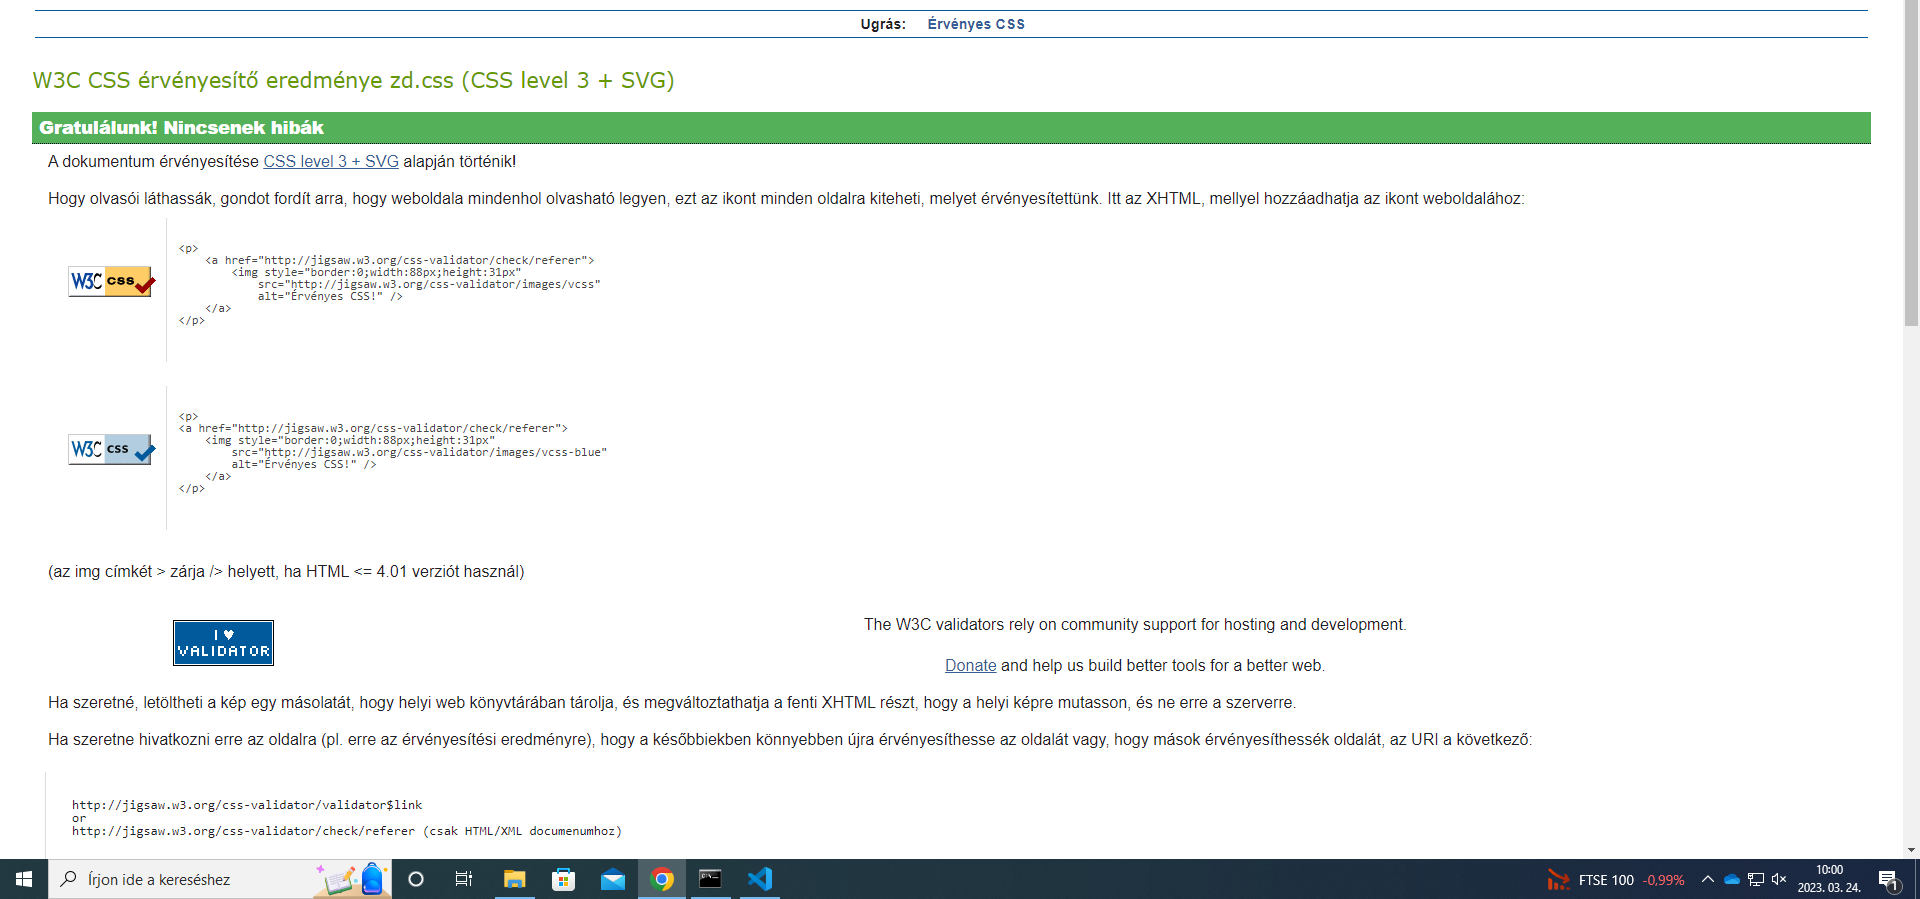 Ugrás: Érvényes CSS
W3C CSS érvényesítő eredménye zd.css (CSS level 3 + SVG)
Gratulálunk! Nincsenek hibák
A dokumentum érvényesítése CSS level 3 + SVG alapján történik!
Hogy olvasói láthassák, gondot fordít arra, hogy weboldala mindenhol olvasható legyen, ezt az ikont minden oldalra kiteheti, melyet érvényesítettünk. Itt az XHTML, mellyel hozzáadhatja az ikont weboldalához:
W3C css
<p>
<a href="http://jigsaw.w3.org/css-validator/check/referer">
<img style="border:0;width:88px;height:31px"
src="http://jigsaw.w3.org/css-validator/images/vcss"
alt="Érvényes CSS!" />
</a>
</p>
W3C css
<p>
<a href="http://jigsaw.w3.org/css-validator/check/referer">
<img style="border:0;width:88px;height:31px"
src="http://jigsaw.w3.org/css-validator/images/vcss-blue"
alt="Érvényes CSS!" />
</a>
</p>
(az img címkét > zárja /> helyett, ha HTML <= 4.01 verziót használ)
I ♥
VALIDATOR
The W3C validators rely on community support for hosting and development.
Donate and help us build better tools for a better web.
Ha szeretné, letöltheti a kép egy másolatát, hogy helyi web könyvtárában tárolja, és megváltoztathatja a fenti XHTML részt, hogy a helyi képre mutasson, és ne erre a szerverre.
Ha szeretne hivatkozni erre az oldalra (pl. erre az érvényesítési eredményre), hogy a későbbiekben könnyebben újra érvényesíthesse az oldalát vagy, hogy mások érvényesíthessék oldalát, az URI a következő:
http://jigsaw.w3.org/css-validator/validator$link
or
http://jigsaw.w3.org/css-validator/check/referer (csak HTML/XML documenumhoz)
Írjon ide a kereséshez
FTSE 100 -0,99%
10:00
2023. 03. 24.
1